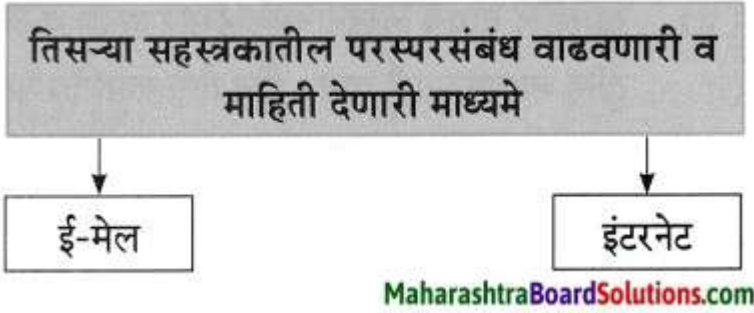 तिसऱ्या सहस्त्रकातील परस्परसंबंध वाढवणारी व
माहिती देणारी माध्यमे
ई-मेल
इंटरनेट
MaharashtraBoardSolutions.com